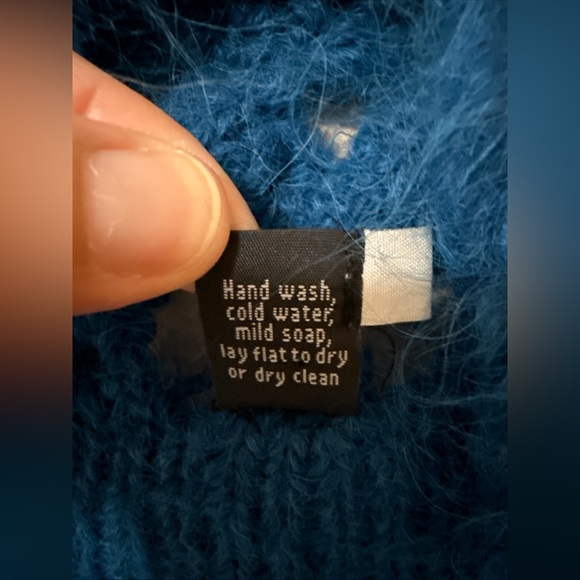 Hand wash,
cold water,
mild soap,
lay flat to dry
or dry clean